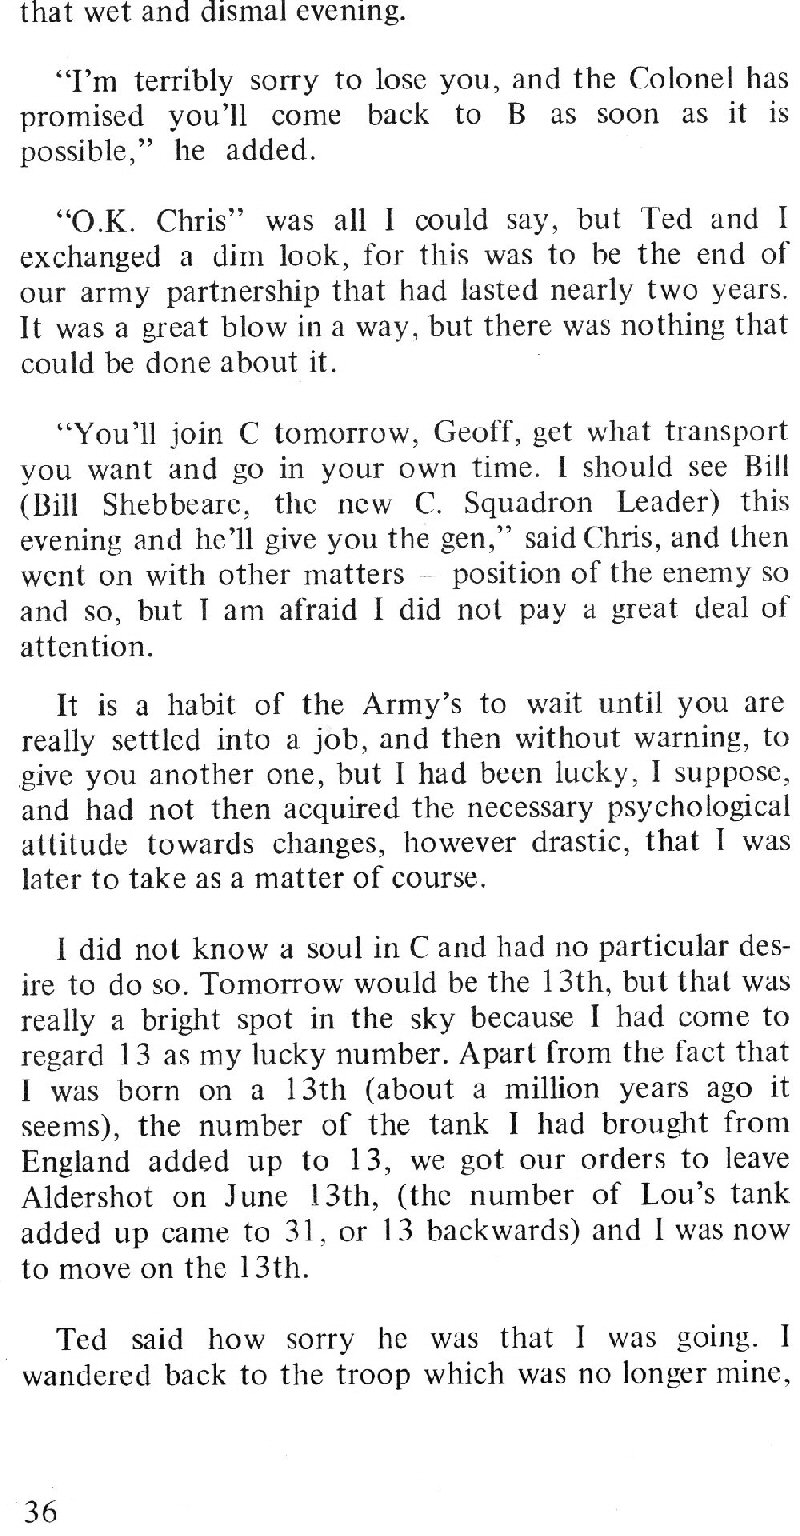 that wet and dismal evening.
“I’m terribly sorry to lose you, and the Colonel has
promised you’ll come back to B as soon as it is
possible,” he added.
“O.K. Chris” was all I could say, but Ted and I
exchanged a dim look, for this was to be the end of
our army partnership that had lasted nearly two years.
It was a great blow in a way, but there was nothing that
could be done about it.
“You’ll join C tomorrow, Geoff, get what transport
you want and go in your own time. I should see Bill
(Bill Shebbeare, the new C. Squadron Leader) this
evening and he’ll give you the gen,” said Chris, and then
went on with other matters – position of the enemy so
and so, but I am afraid I did not pay a great deal of
attention.
It is a habit of the Army’s to wait until you are
really settled into a job, and then without warning, to
give you another one, but I had been lucky, I suppose,
and had not then acquired the necessary psychological
attitude towards changes, however drastic, that I was
later to take as a matter of course.
I did not know a soul in C and had no particular des-
ire to do so. Tomorrow would be the 13th, but that was
really a bright spot in the sky because I had come to
regard 13 as my lucky number. Apart from the fact that
I was born on a 13th (about a million years ago it
seems), the number of the tank I had brought from
England added up to 13, we got our orders to leave
Aldershot on June 13th, (the number of Lou’s tank
added up came to 31, or 13 backwards) and I was now
to move on the 13th.
Ted said how sorry he was that I was going. I
wandered back to the troop which was no longer mine,
36